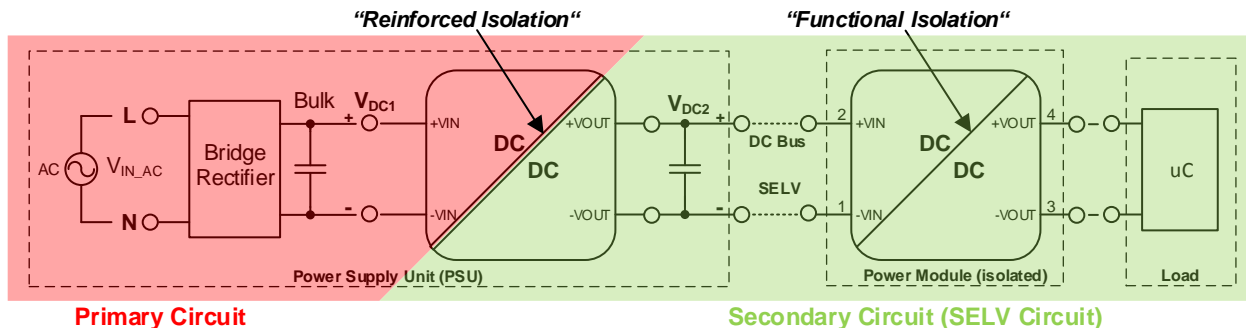 “Reinforced Isolation“
“Functional Isolation“
L
N
AC
VIN_AC
Bridge
Rectifier
Bulk
+
-
VDC1
+VIN
-VIN
DC
DC
+VOUT
-VOUT
VDC2
+
-
DC Bus
SELV
2
1
+VIN
-VIN
DC
DC
+VOUT
-VOUT
4
3
uC
Power Supply Unit (PSU)
Power Module (isolated)
Load
Primary Circuit
Secondary Circuit (SELV Circuit)